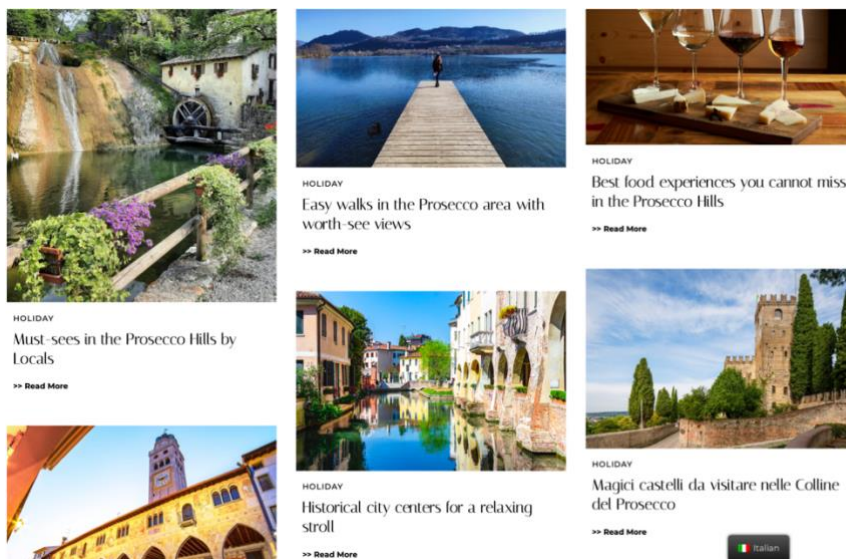 HOLIDAY
Must-sees in the Prosecco Hills by
Locals
>> Read More
HOLIDAY
Easy walks in the Prosecco area with
worth-see views
>> Read More
HOLIDAY
Historical city centers for a relaxing
stroll
>> Read More
HOLIDAY
Best food experiences you cannot miss
in the Prosecco Hills
>> Read More
HOLIDAY
Magici castelli da visitare nelle Colline
del Prosecco
>> Read More
Italian